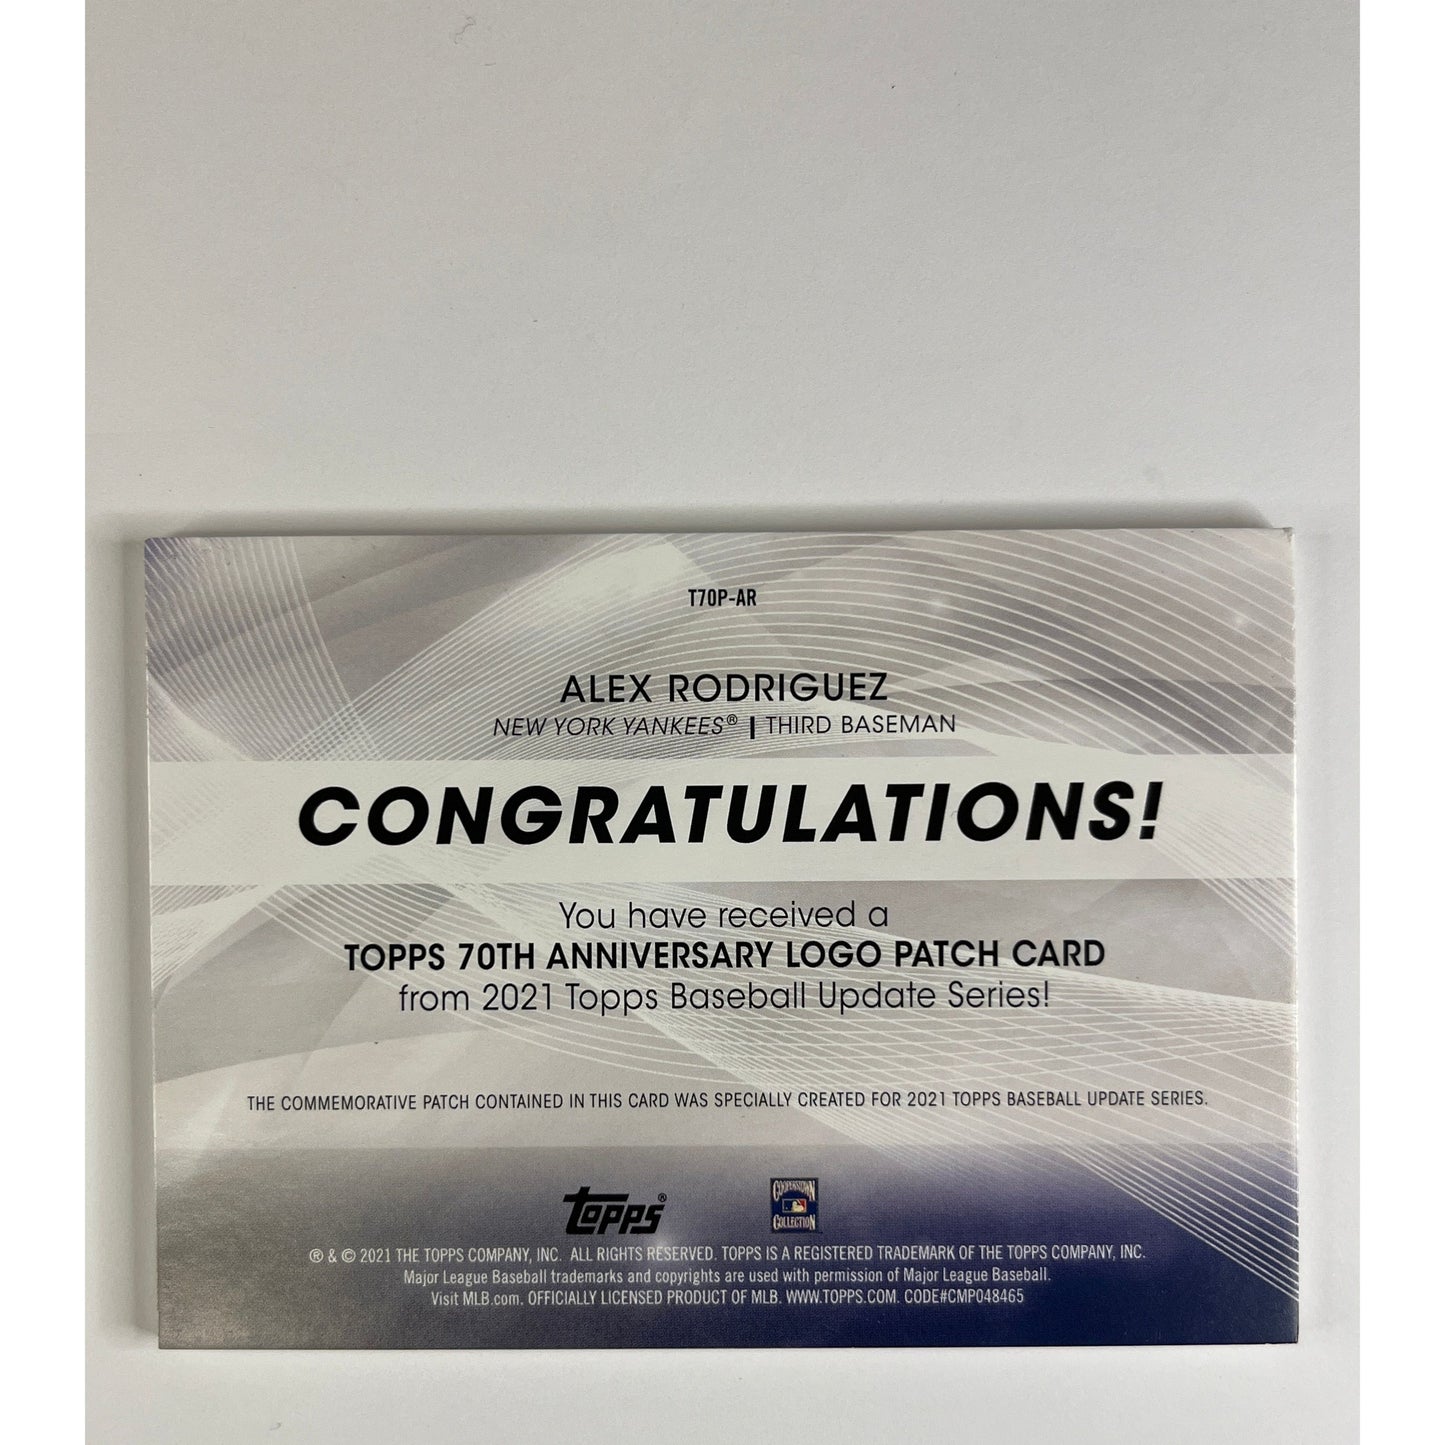 T70P-AR
ALEX RODRIGUEZ
NEW YORK YANKEES® | THIRD BASEMAN
CONGRATULATIONS!
You have received a
TOPPS 70TH ANNIVERSARY LOGO PATCH CARD
from 2021 Topps Baseball Update Series!
THE COMMEMORATIVE PATCH CONTAINED IN THIS CARD WAS SPECIALLY CREATED FOR 2021 TOPPS BASEBALL UPDATE SERIES.
topps®
COOPERSTOWN
COLLECTION
® & © 2021 THE TOPPS COMPANY, INC. ALL RIGHTS RESERVED. TOPPS IS A REGISTERED TRADEMARK OF THE TOPPS COMPANY, INC.
Major League Baseball trademarks and copyrights are used with permission of Major League Baseball.
Visit MLB.com. OFFICIALLY LICENSED PRODUCT OF MLB. WWW.TOPPS.COM. CODE#CMP048465